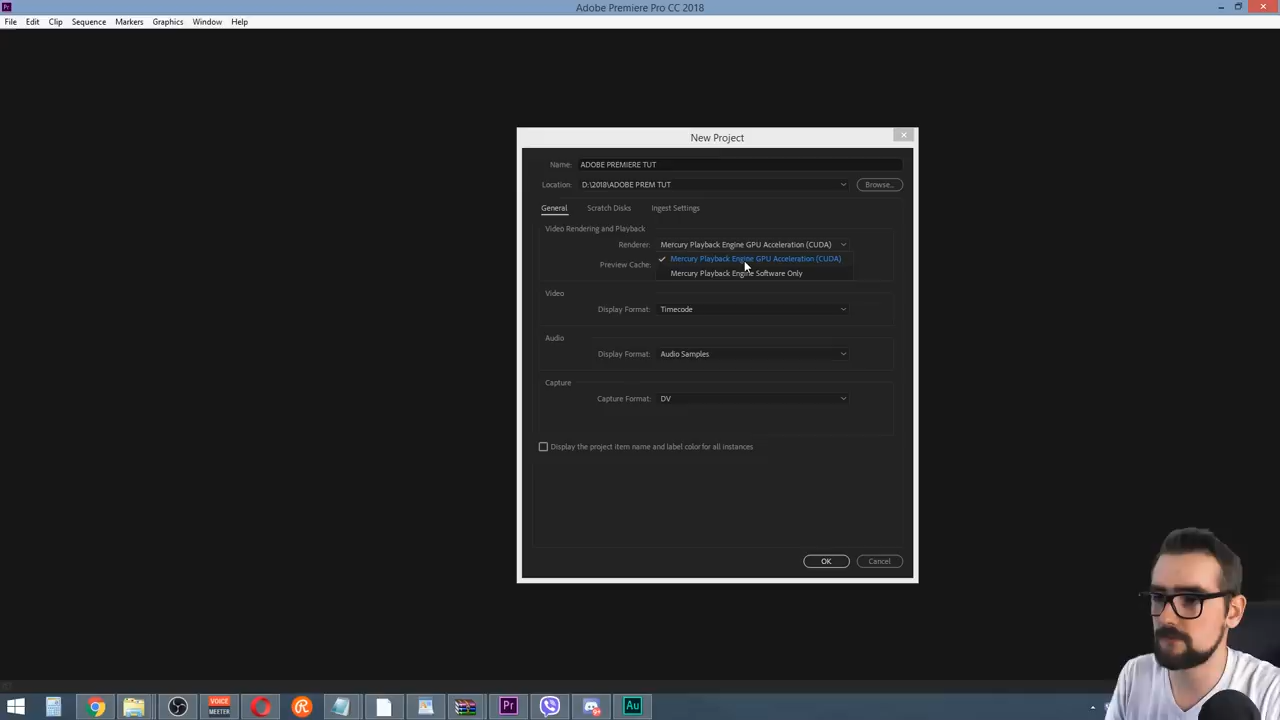 Adobe Premiere Pro CC 2018
File Edit Clip Sequence Markers Graphics Window Help
New Project
Name: ADOBE PREMIERE TUT
Location: D:\2018\ADOBE PREM TUT Browse...
General Scratch Disks Ingest Settings
Video Rendering and Playback
Renderer: Mercury Playback Engine GPU Acceleration (CUDA)
Mercury Playback Engine GPU Acceleration (CUDA)
Preview Cache:
Mercury Playback Engine Software Only
Video
Display Format: Timecode
Audio
Display Format: Audio Samples
Capture
Capture Format: DV
Display the project item name and label color for all instances
OK Cancel
VOICE
MEETER
Pr
Au